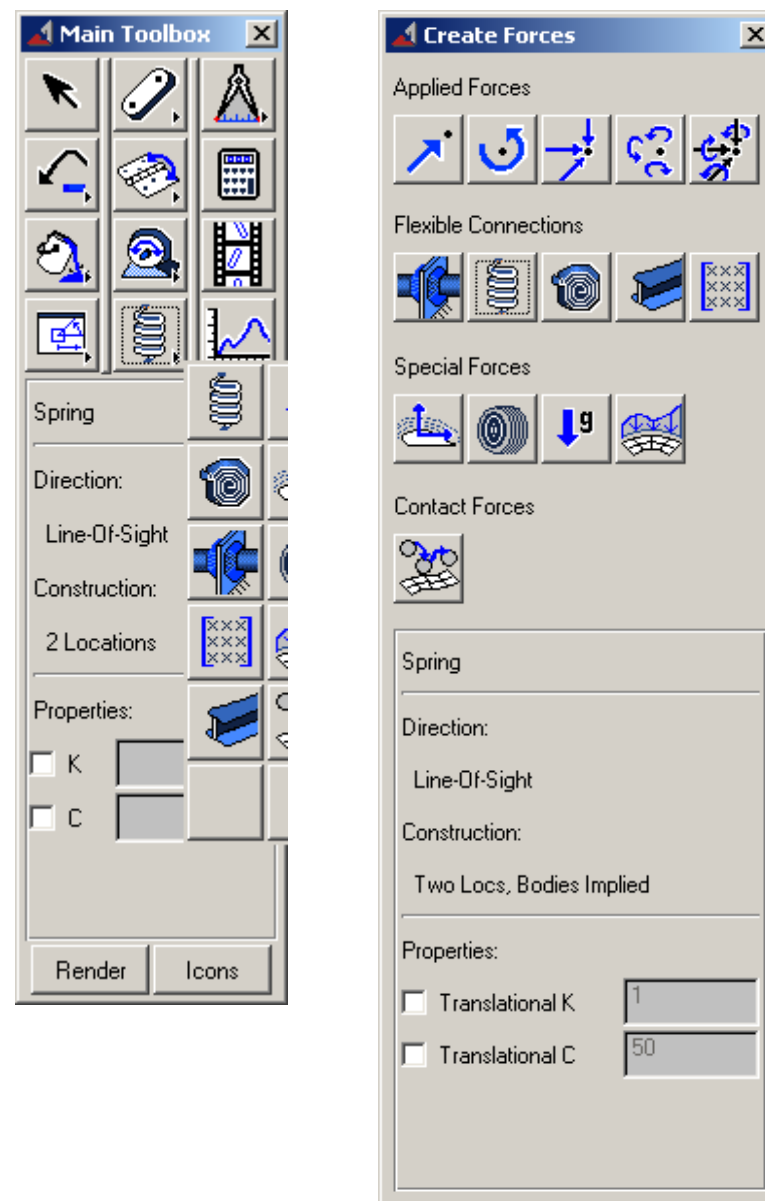 Main Toolbox
Spring
Direction:
Line-Of-Sight
Construction:
2 Locations
Properties:
K
C
Render
Icons
Create Forces
Applied Forces
Flexible Connections
Special Forces
g
Contact Forces
Spring
Direction:
Line-Of-Sight
Construction:
Two Locs, Bodies Implied
Properties:
Translational K 1
Translational C 50